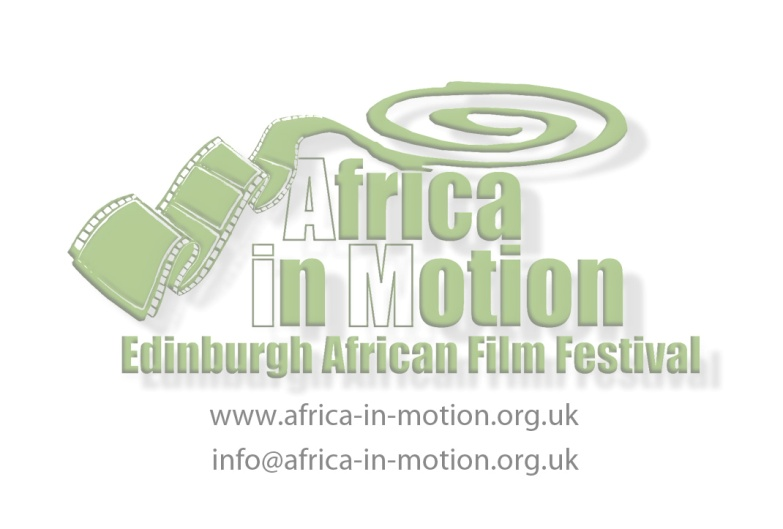 Africa
in Motion
Edinburgh African Film Festival
www.africa-in-motion.org.uk
info@africa-in-motion.org.uk